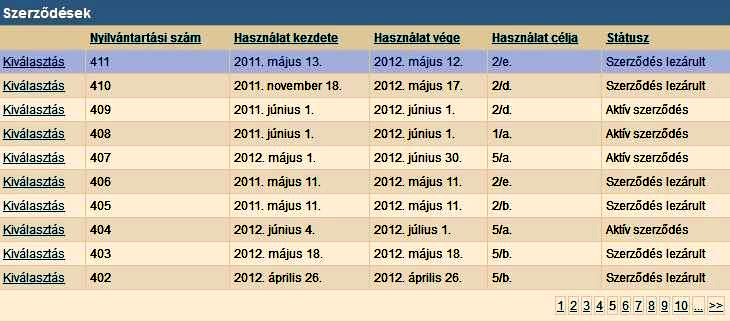 Szerződések
Nyilvántartási szám Használat kezdete Használat vége Használat célja Státusz
Kiválasztás 411 2011. május 13. 2012. május 12. 2/e. Szerződés lezárult
Kiválasztás 410 2011. november 18. 2012. május 17. 2/d. Szerződés lezárult
Kiválasztás 409 2011. június 1. 2012. június 1. 2/d. Aktív szerződés
Kiválasztás 408 2011. június 1. 2012. június 1. 1/a. Aktív szerződés
Kiválasztás 407 2012. május 1. 2012. június 30. 5/a. Aktív szerződés
Kiválasztás 406 2011. május 11. 2012. május 11. 2/e. Szerződés lezárult
Kiválasztás 405 2011. május 11. 2012. május 11. 2/b. Szerződés lezárult
Kiválasztás 404 2012. június 4. 2012. július 1. 5/a. Aktív szerződés
Kiválasztás 403 2012. május 18. 2012. május 18. 5/b. Szerződés lezárult
Kiválasztás 402 2012. április 26. 2012. április 26. 5/b. Szerződés lezárult
1 2 3 4 5 6 7 8 9 10 ... >>